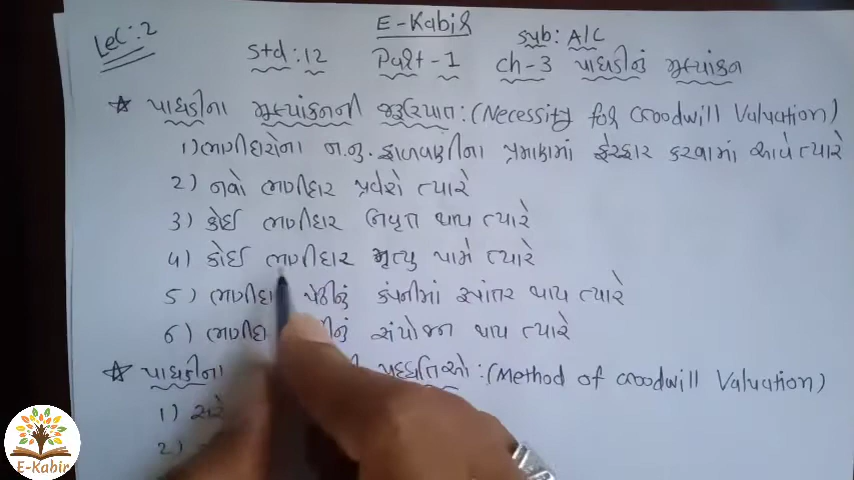 LeC:2
E-Kabir
Std:12 Part-1 Sub: A/C
ch-3 પાઘડીનું મૂલ્યાંકન
☆ પાઘડીના મૂલ્યાંકનની જરૂરિયાત: (Necessity for Goodwill Valuation)
1) ભાગીદારોના ન.નુ. ફાળવણીના પ્રમાણમાં ફેરફાર કરવામાં આવે ત્યારે
2) નવો ભાગીદાર પ્રવેશે ત્યારે
3) કોઈ ભાગીદાર નિવૃત થાય ત્યારે
4) કોઈ ભાગીદાર મૃત્યુ પામે ત્યારે
5) ભાગીદા નું કંપનીમાં રૂપાંતર થાય ત્યારે
6) ભાગીદા નું સંયોજન થાય ત્યારે
☆ પાઘડીના પદ્ધતિઓ: (Method of Goodwill Valuation)
1)
2)
E-Kabir